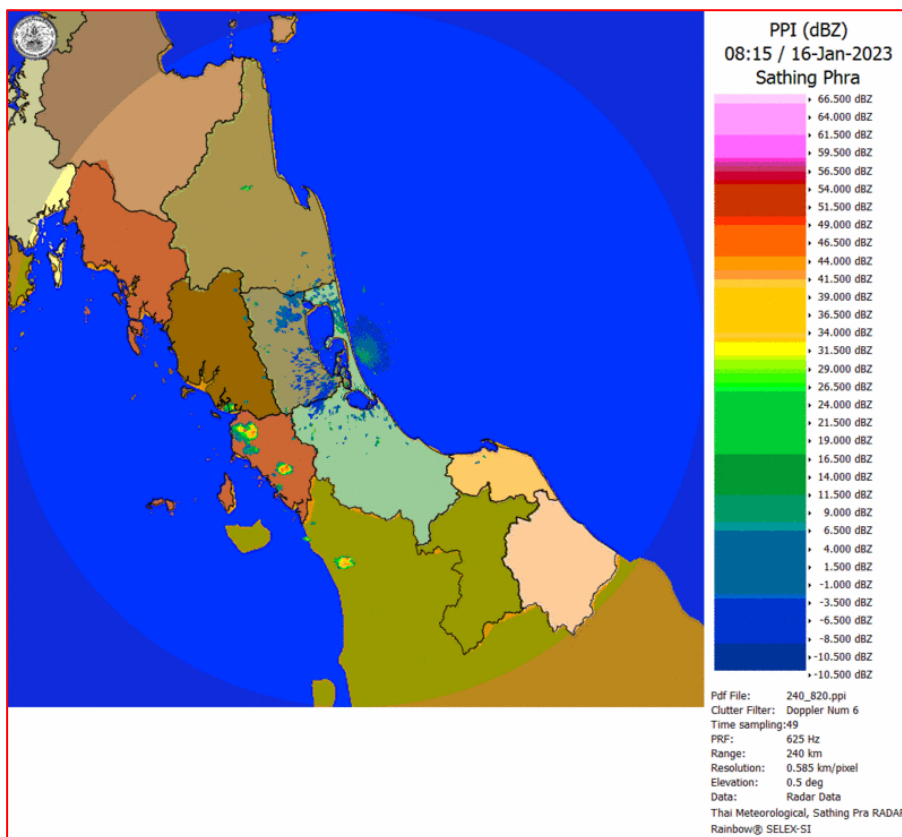 PPI (dBZ)
08:15 / 16-Jan-2023
Sathing Phra
66.500 dBZ
64.000 dBZ
61.500 dBZ
59.500 dBZ
56.500 dBZ
54.000 dBZ
51.500 dBZ
49.000 dBZ
46.500 dBZ
44.000 dBZ
41.500 dBZ
39.000 dBZ
36.500 dBZ
34.000 dBZ
31.500 dBZ
29.000 dBZ
26.500 dBZ
24.000 dBZ
21.500 dBZ
19.000 dBZ
16.500 dBZ
11.500 dBZ
9.000 dBZ
6.500 dBZ
4.000 dBZ
1.500 dBZ
-1.000 dBZ
-3.500 dBZ
-6.500 dBZ
-8.500 dBZ
-10.500 dBZ
-10.500 dBZ
Pdf File: 240_820.ppi
Clutter Filter: Doppler Num 6
Time sampling:49
PRF: 625 Hz
Range: 240 km
Resolution: 0.585 km/pixel
Elevation: 0.5 deg
Data: Radar Data
Thai Meteorological, Sathing Pra RADAR
Rainbow® SELEX-SI